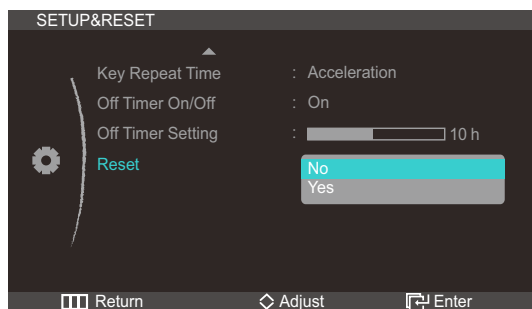 SETUP&RESET
Key Repeat Time : Acceleration
Off Timer On/Off : On
Off Timer Setting : 10 h
Reset No
Yes
Return Adjust Enter